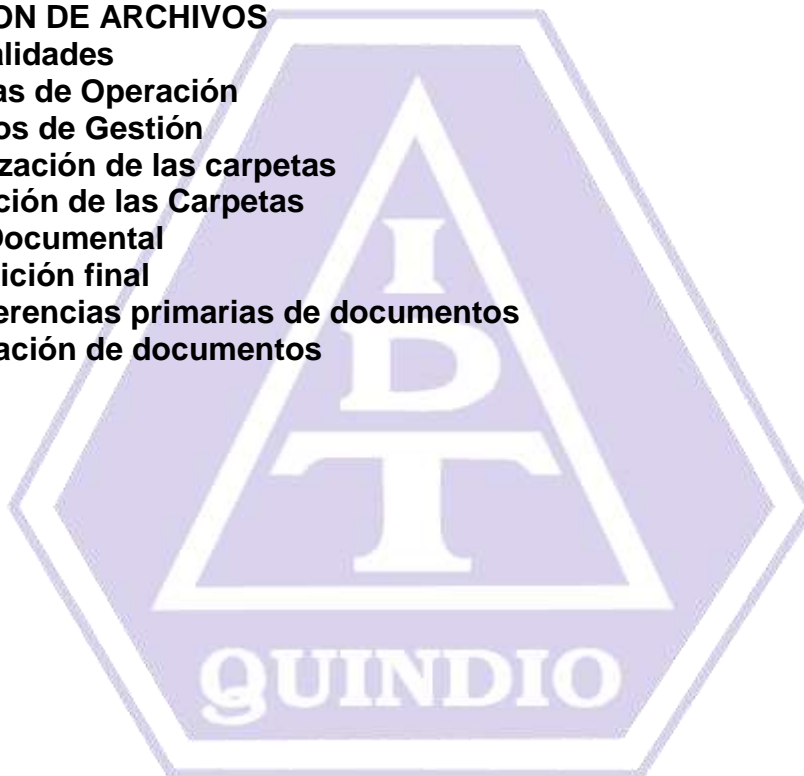 ON DE ARCHIVOS
alidades
as de Operación
os de Gestión
zación de las carpetas
ción de las Carpetas
Documental
ición final
erencias primarias de documentos
ación de documentos
I
D
T
QUINDIO